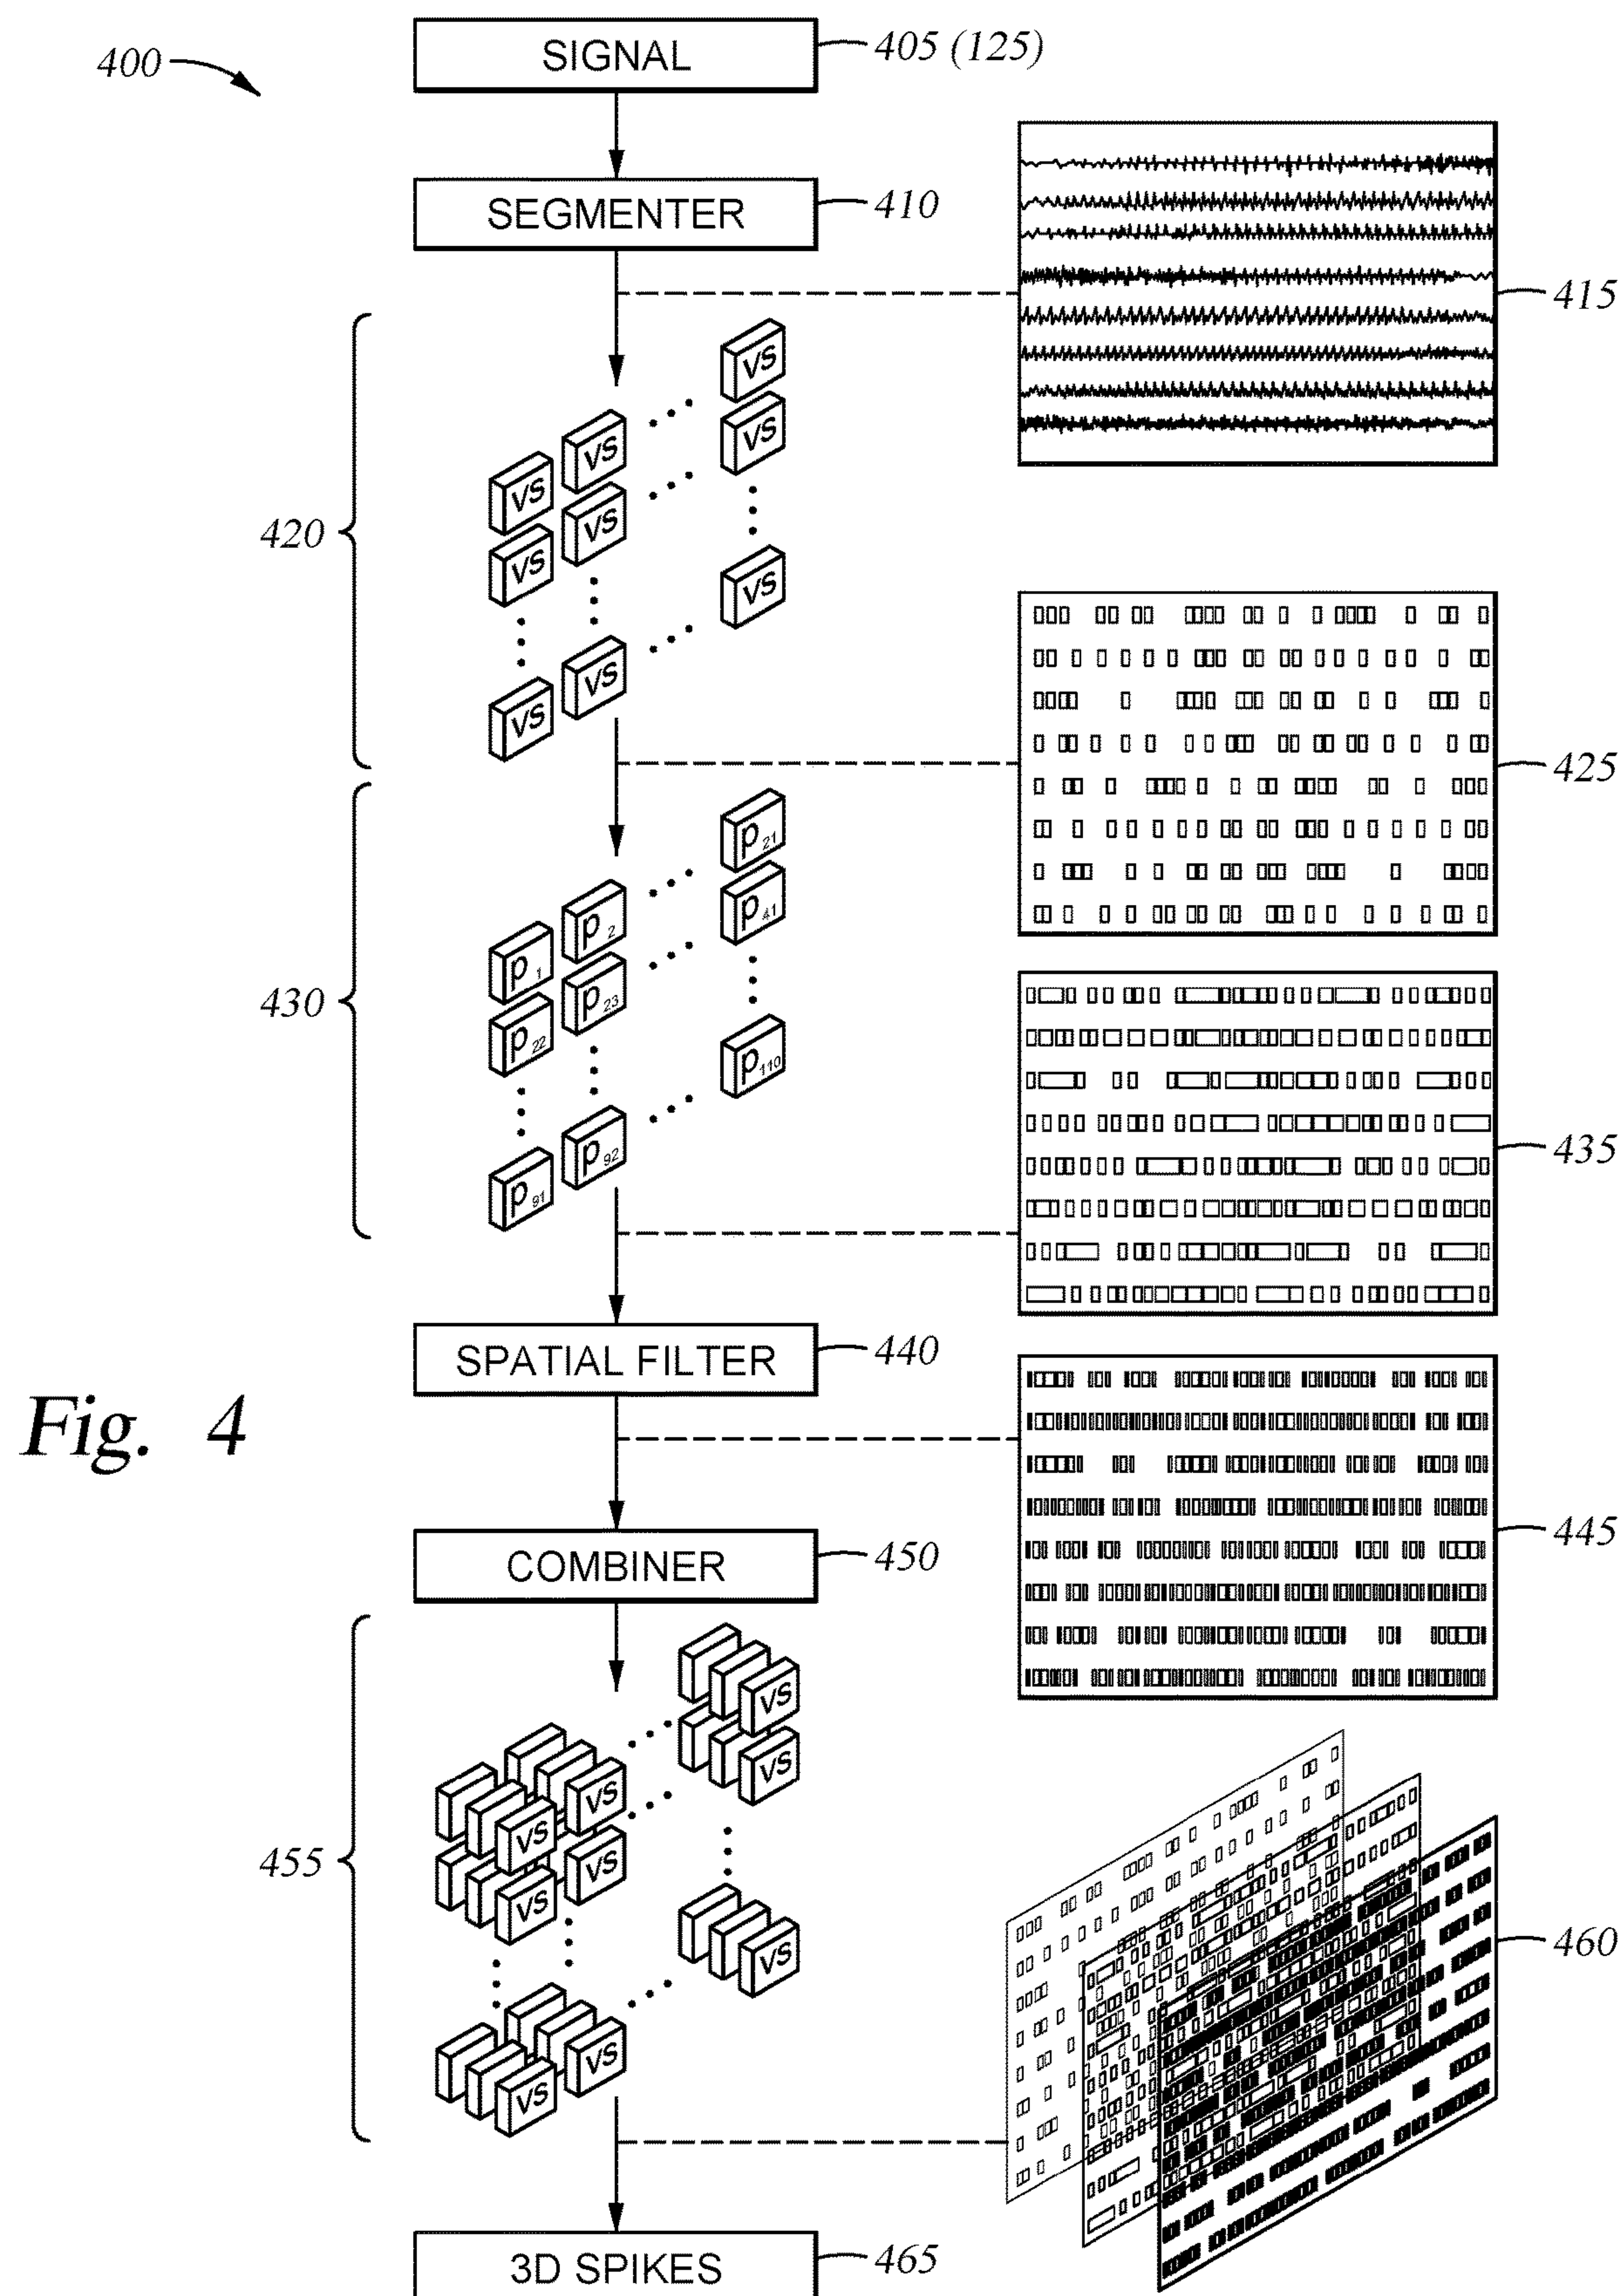 400
SIGNAL
405 (125)
SEGMENTER
410
415
420
VS
VS
VS
VS
VS
VS
VS
VS
VS
425
430
p21
p2
p41
p1
p23
p22
p110
p92
p91
435
SPATIAL FILTER
440
Fig. 4
445
COMBINER
450
455
VS
VS
VS
VS
VS
VS
VS
VS
VS
460
3D SPIKES
465